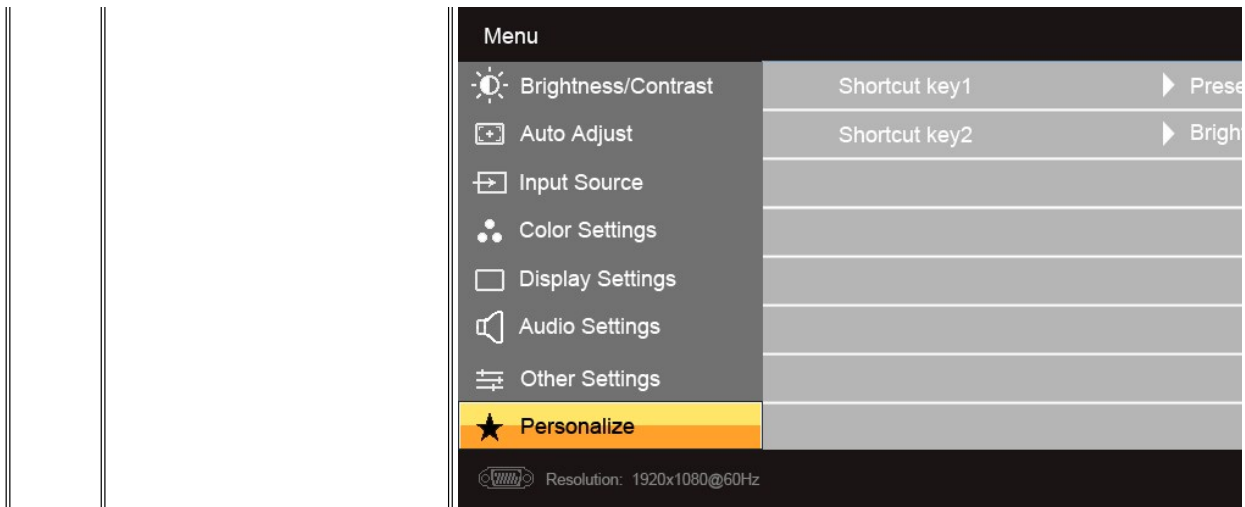 Menu
Brightness/Contrast
Shortcut key1
Auto Adjust
Shortcut key2
Input Source
Color Settings
Display Settings
Audio Settings
Other Settings
Personalize
Resolution: 1920x1080@60Hz